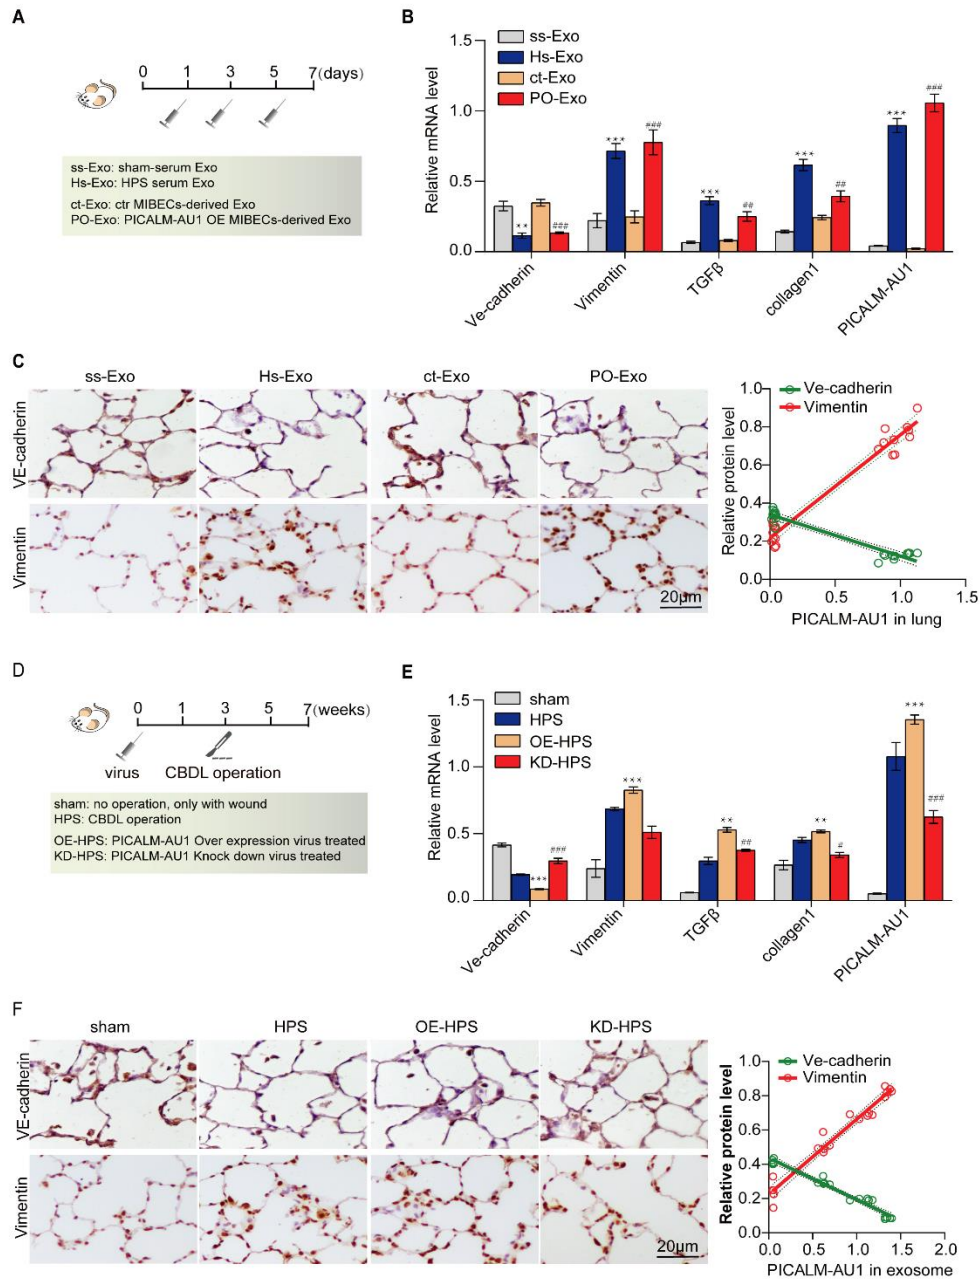 A
0 1 3 5 7(days)
ss-Exo: sham-serum Exo
Hs-Exo: HPS serum Exo
ct-Exo: ctr MIBECs-derived Exo
PO-Exo: PICALM-AU1 OE MIBECs-derived Exo
B
Relative mRNA level
1.5
1.0
0.5
0.0
ss-Exo
Hs-Exo
ct-Exo
PO-Exo
** ###
*** ###
*** ##
*** ##
*** ###
Ve-cadherin
Vimentin
TGFβ
collagen1
PICALM-AU1
C
ss-Exo Hs-Exo ct-Exo PO-Exo
VE-cadherin
Vimentin
20μm
Relative protein level
1.0
0.8
0.6
0.4
0.2
0.0
Ve-cadherin
Vimentin
0.0 0.5 1.0 1.5
PICALM-AU1 in lung
D
0 1 3 5 7(weeks)
virus CBDL operation
sham: no operation, only with wound
HPS: CBDL operation
OE-HPS: PICALM-AU1 Over expression virus treated
KD-HPS: PICALM-AU1 Knock down virus treated
E
Relative mRNA level
1.5
1.0
0.5
0.0
sham
HPS
OE-HPS
KD-HPS
*** ###
***
** ##
** #
*** ###
Ve-cadherin
Vimentin
TGFβ
collagen1
PICALM-AU1
F
sham HPS OE-HPS KD-HPS
VE-cadherin
Vimentin
20μm
Relative protein level
1.0
0.8
0.6
0.4
0.2
0.0
Ve-cadherin
Vimentin
0.0 0.5 1.0 1.5 2.0
PICALM-AU1 in exosome